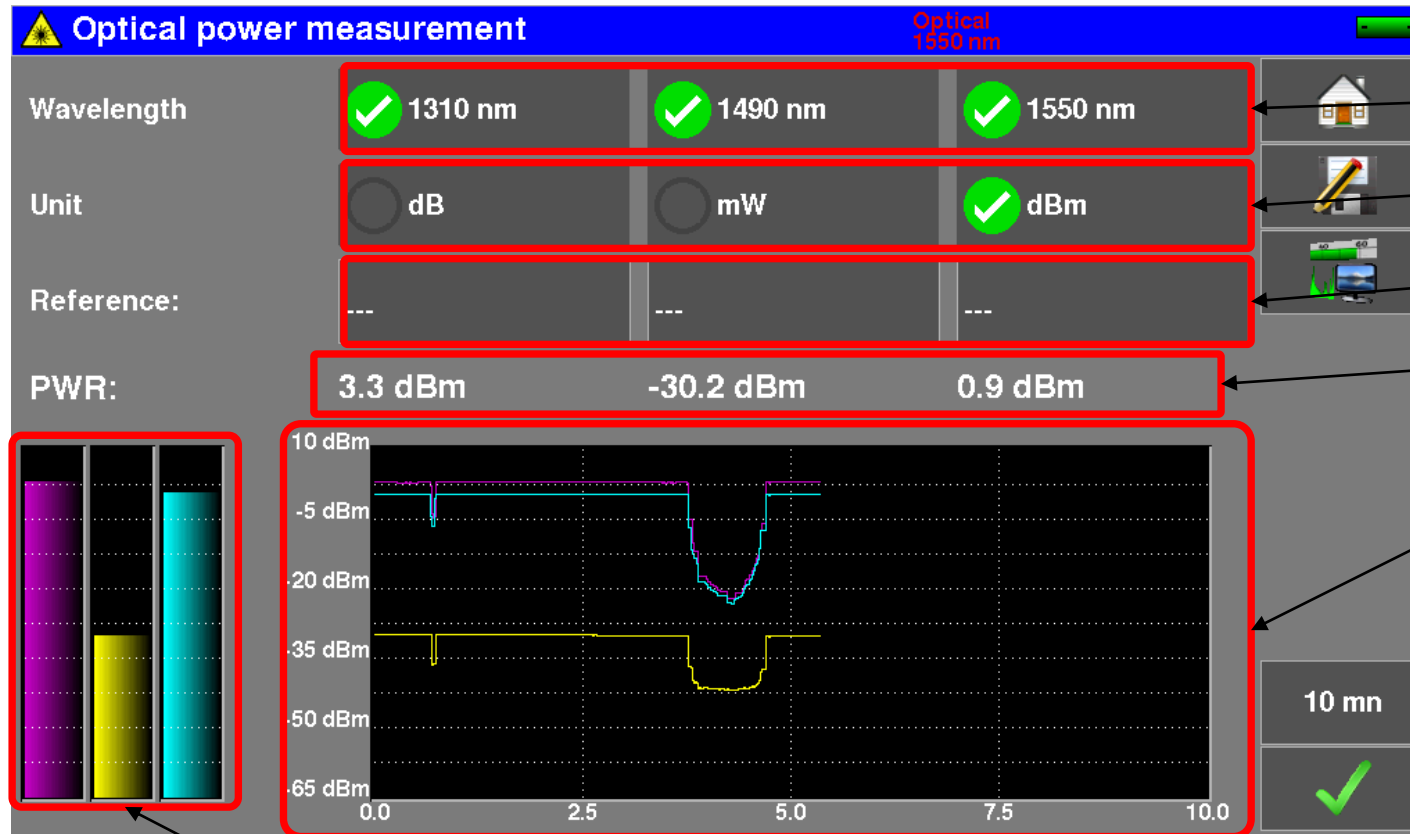 Optical power measurement
Optical
1550 nm
Wavelength
1310 nm
1490 nm
1550 nm
Unit
dB
mW
dBm
40 60
Reference:
---
---
---
PWR:
3.3 dBm
-30.2 dBm
0.9 dBm
10 dBm
-5 dBm
-20 dBm
-35 dBm
-50 dBm
-65 dBm
0.0 2.5 5.0 7.5 10.0
10 mn